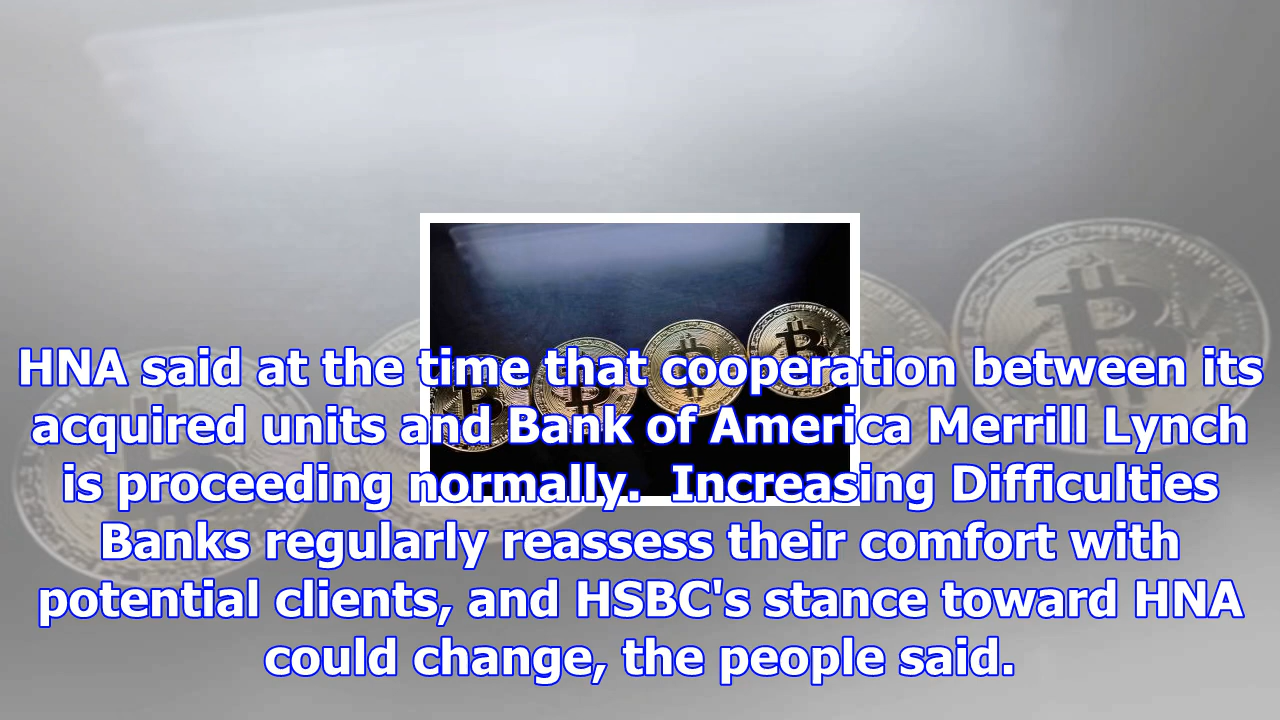 HNA said at the time that cooperation between its
acquired units and Bank of America Merrill Lynch
is proceeding normally.  Increasing Difficulties
Banks regularly reassess their comfort with
potential clients, and HSBC's stance toward HNA
could change, the people said.